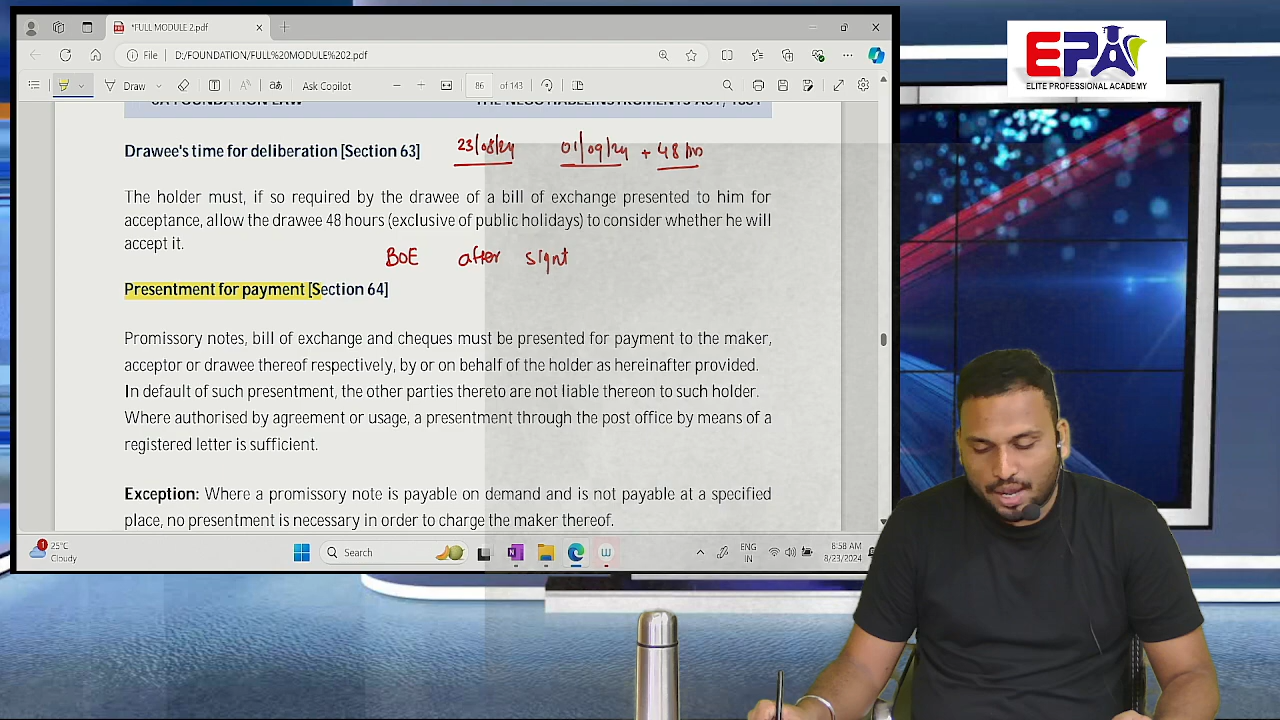 *FULL MODULE 2.pdf
File
Draw
Ask Copilot
86
of 143
THE NEGOTIABLE INSTRUMENTS ACT, 1881
Drawee's time for deliberation [Section 63]
23/08/24 01/09/24 + 48 hrs
The holder must, if so required by the drawee of a bill of exchange presented to him for
acceptance, allow the drawee 48 hours (exclusive of public holidays) to consider whether he will
accept it.
BOE after sight
Presentment for payment [Section 64]
Promissory notes, bill of exchange and cheques must be presented for payment to the maker,
acceptor or drawee thereof respectively, by or on behalf of the holder as hereinafter provided.
In default of such presentment, the other parties thereto are not liable thereon to such holder.
Where authorised by agreement or usage, a presentment through the post office by means of a
registered letter is sufficient.
Exception: Where a promissory note is payable on demand and is not payable at a specified
place, no presentment is necessary in order to charge the maker thereof.
25°C
Cloudy
Search
ENG
IN
8:58 AM
8/23/2024
EPA
ELITE PROFESSIONAL ACADEMY